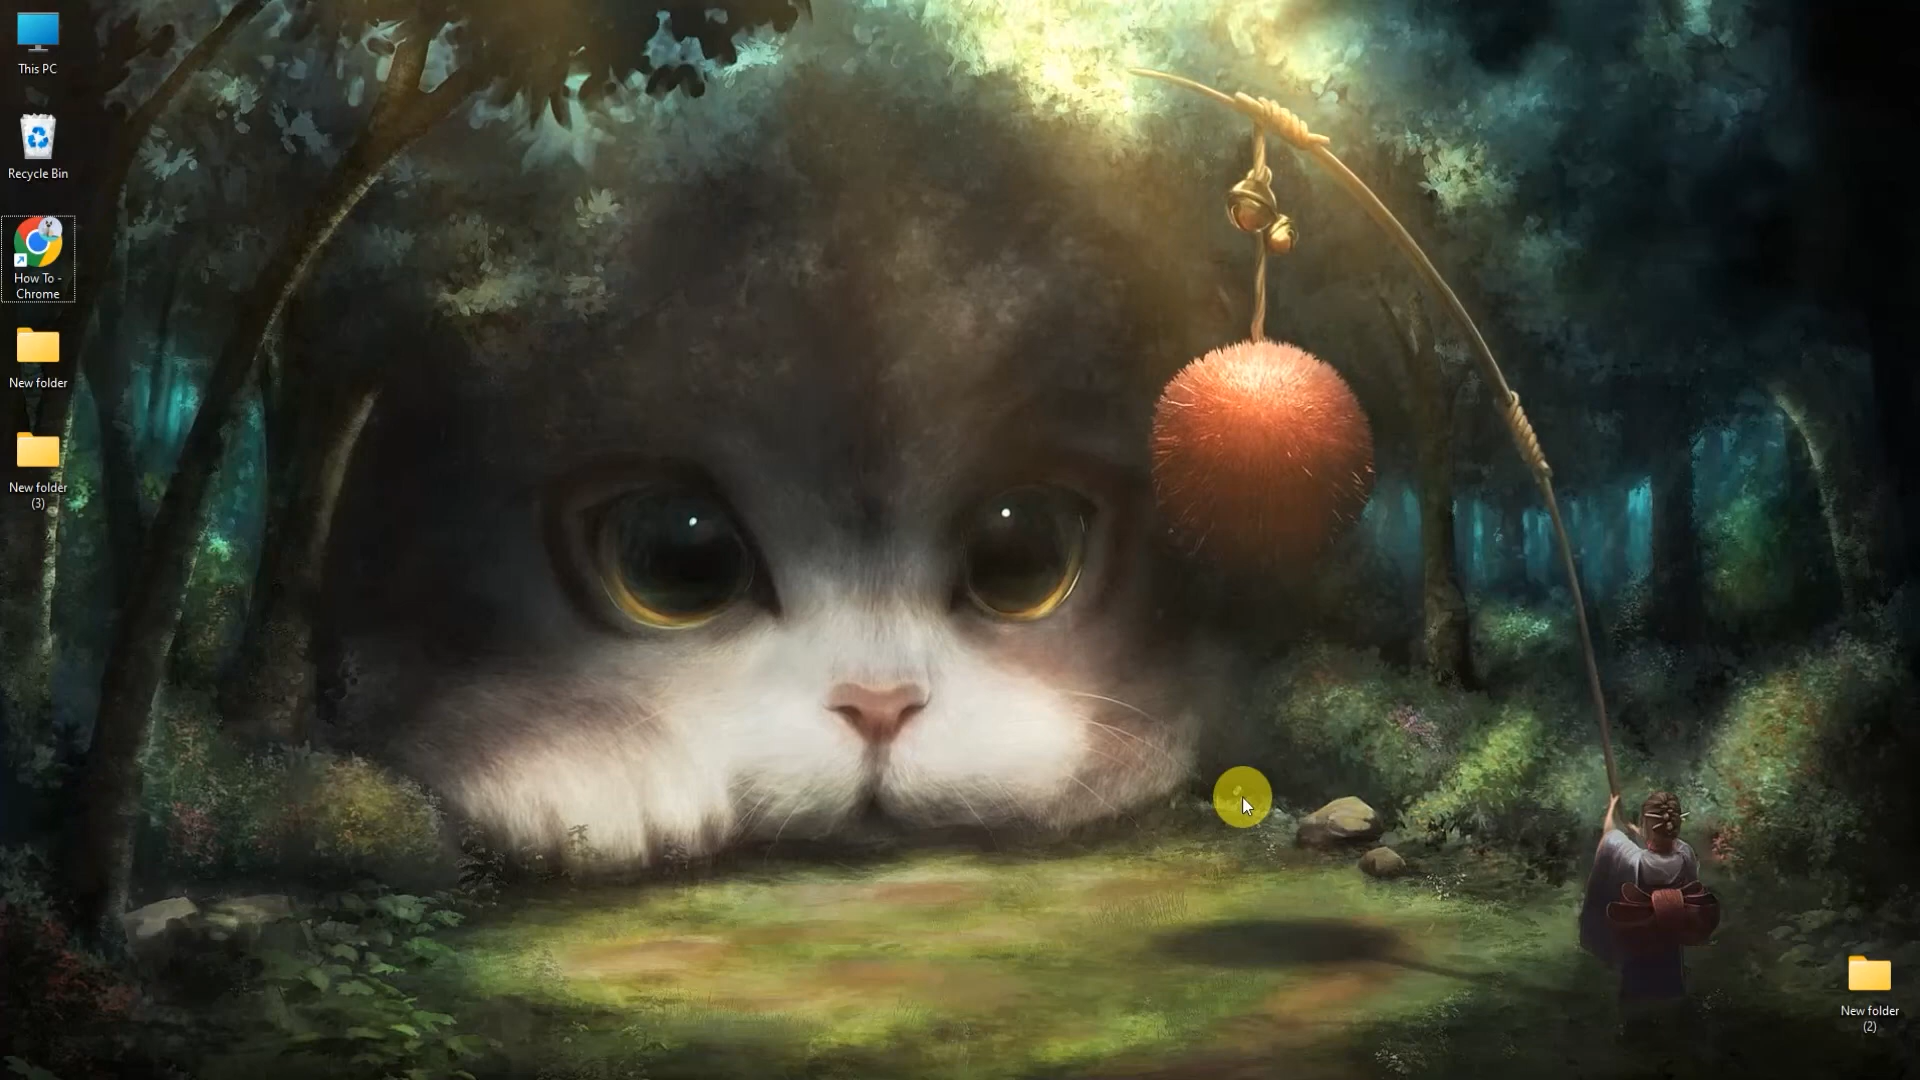 This PC
Recycle Bin
How To -
Chrome
New folder
New folder
(3)
New folder
(2)